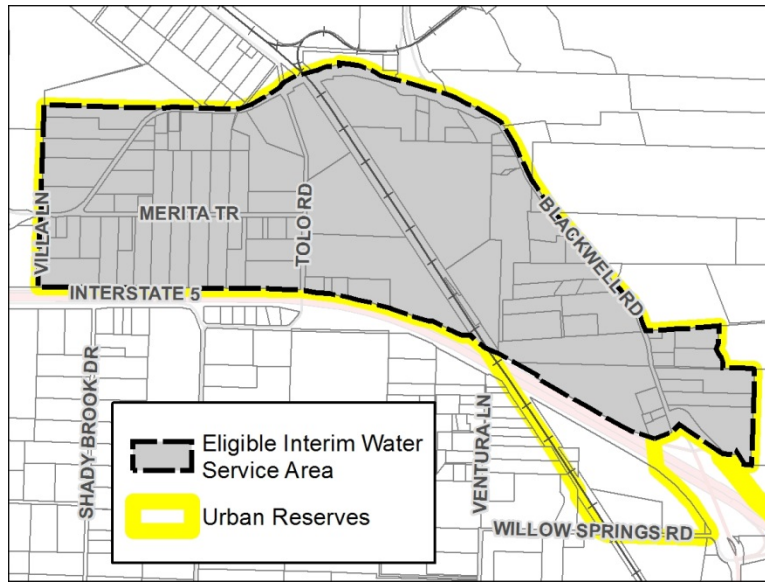 MERITA TR
VILLA LN
TOLO RD
BLACKWELL RD
INTERSTATE 5
SHADY BROOK DR
VENTURA LN
WILLOW SPRINGS RD
Eligible Interim Water
Service Area
Urban Reserves